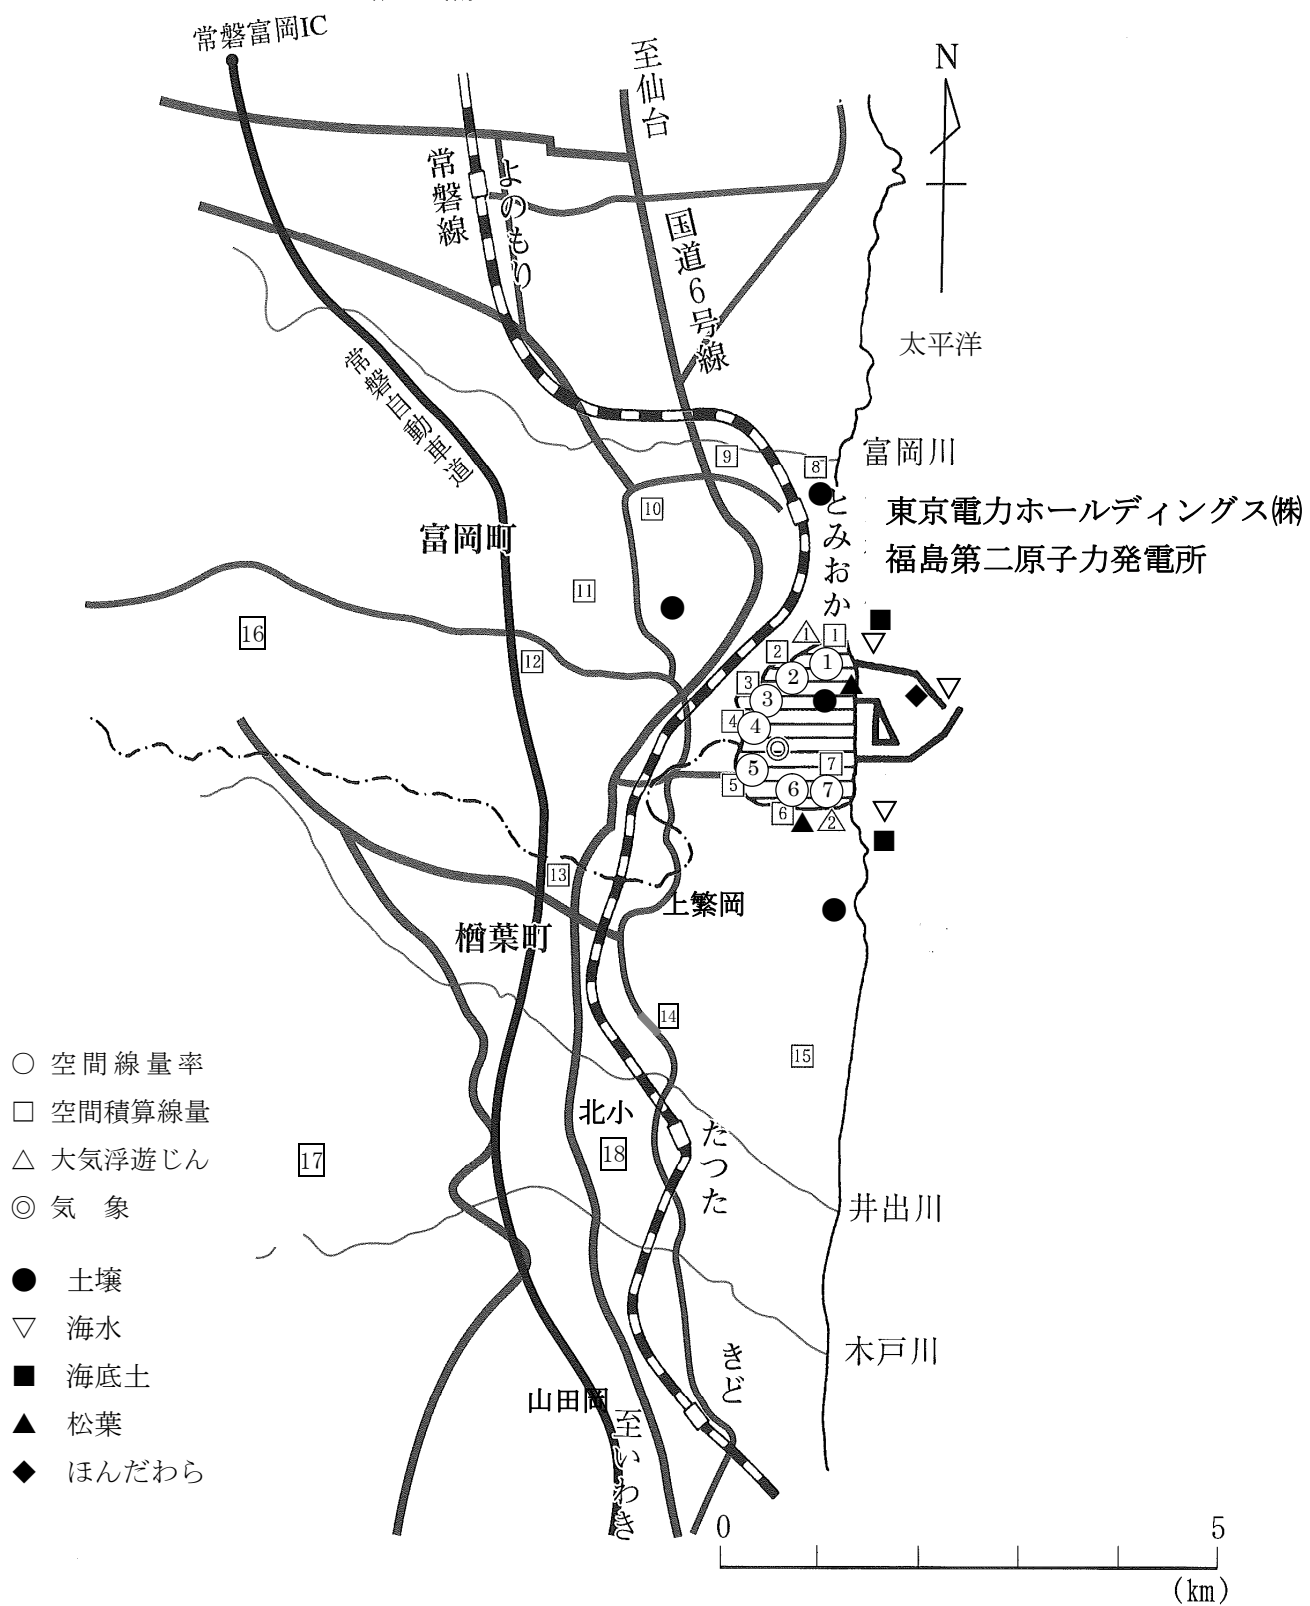 常磐富岡IC
至仙台
N
常磐線
よのもり
国道6号線
太平洋
常磐自動車道
富岡川
9
8
10
とみおか
東京電力ホールディングス㈱
福島第二原子力発電所
富岡町
11
16
12
1
1
2
1
2
3
3
4
4
5
7
5
6
7
6
2
13
上繁岡
楢葉町
14
15
○ 空間線量率
□ 空間積算線量
△ 大気浮遊じん
◎ 気 象
北小
17
18
たつた
井出川
● 土壌
▽ 海水
■ 海底土
▲ 松葉
◆ ほんだわら
木戸川
きど
山田岡
至いわき
0 5
(km)